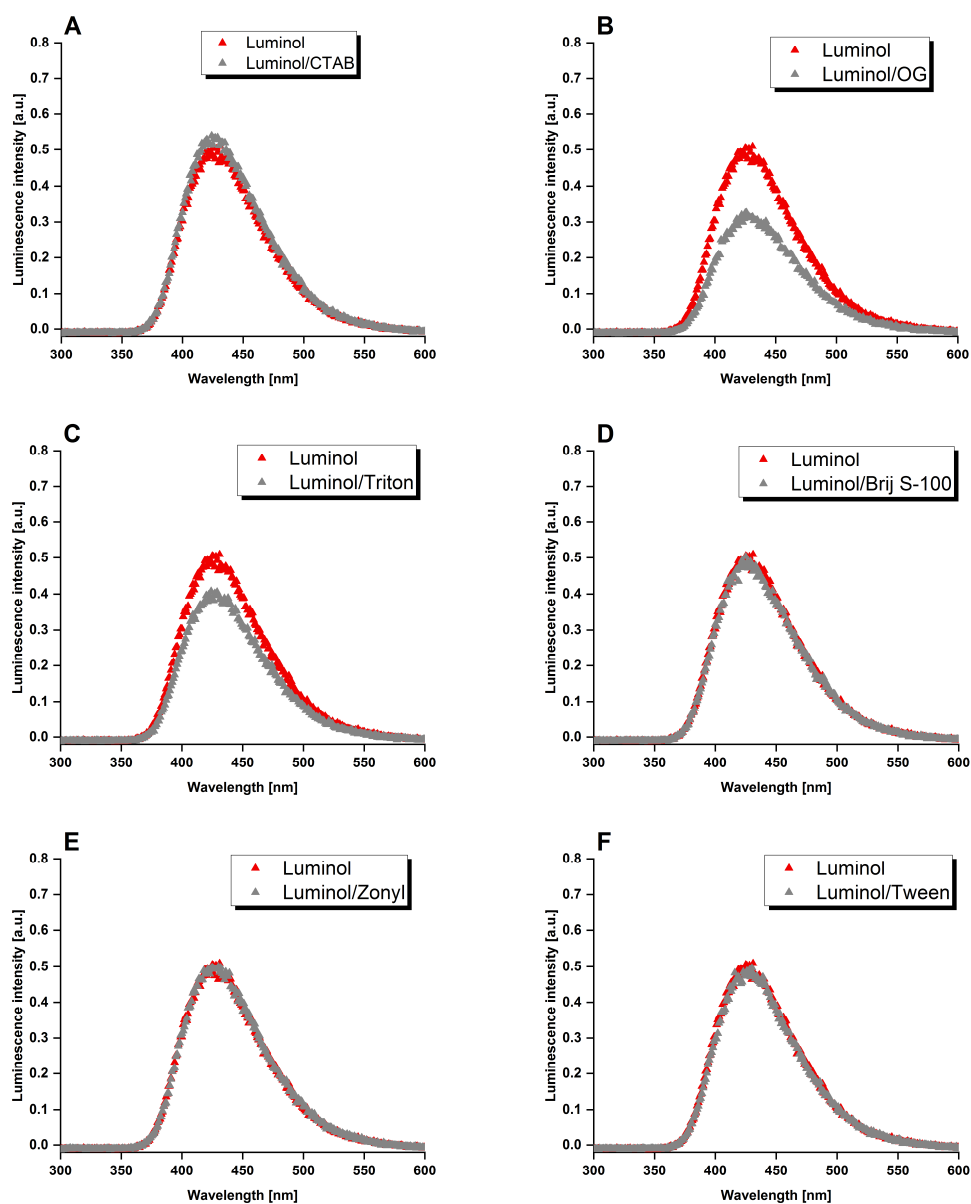 A
Luminol
Luminol/CTAB
Luminescence intensity [a.u.]
0.8
0.7
0.6
0.5
0.4
0.3
0.2
0.1
0.0
300 350 400 450 500 550 600
Wavelength [nm]
B
Luminol
Luminol/OG
Luminescence intensity [a.u.]
0.8
0.7
0.6
0.5
0.4
0.3
0.2
0.1
0.0
300 350 400 450 500 550 600
Wavelength [nm]
C
Luminol
Luminol/Triton
Luminescence intensity [a.u.]
0.8
0.7
0.6
0.5
0.4
0.3
0.2
0.1
0.0
300 350 400 450 500 550 600
Wavelength [nm]
D
Luminol
Luminol/Brij S-100
Luminescence intensity [a.u.]
0.8
0.7
0.6
0.5
0.4
0.3
0.2
0.1
0.0
300 350 400 450 500 550 600
Wavelength [nm]
E
Luminol
Luminol/Zonyl
Luminescence intensity [a.u.]
0.8
0.7
0.6
0.5
0.4
0.3
0.2
0.1
0.0
300 350 400 450 500 550 600
Wavelength [nm]
F
Luminol
Luminol/Tween
Luminescence intensity [a.u.]
0.8
0.7
0.6
0.5
0.4
0.3
0.2
0.1
0.0
300 350 400 450 500 550 600
Wavelength [nm]